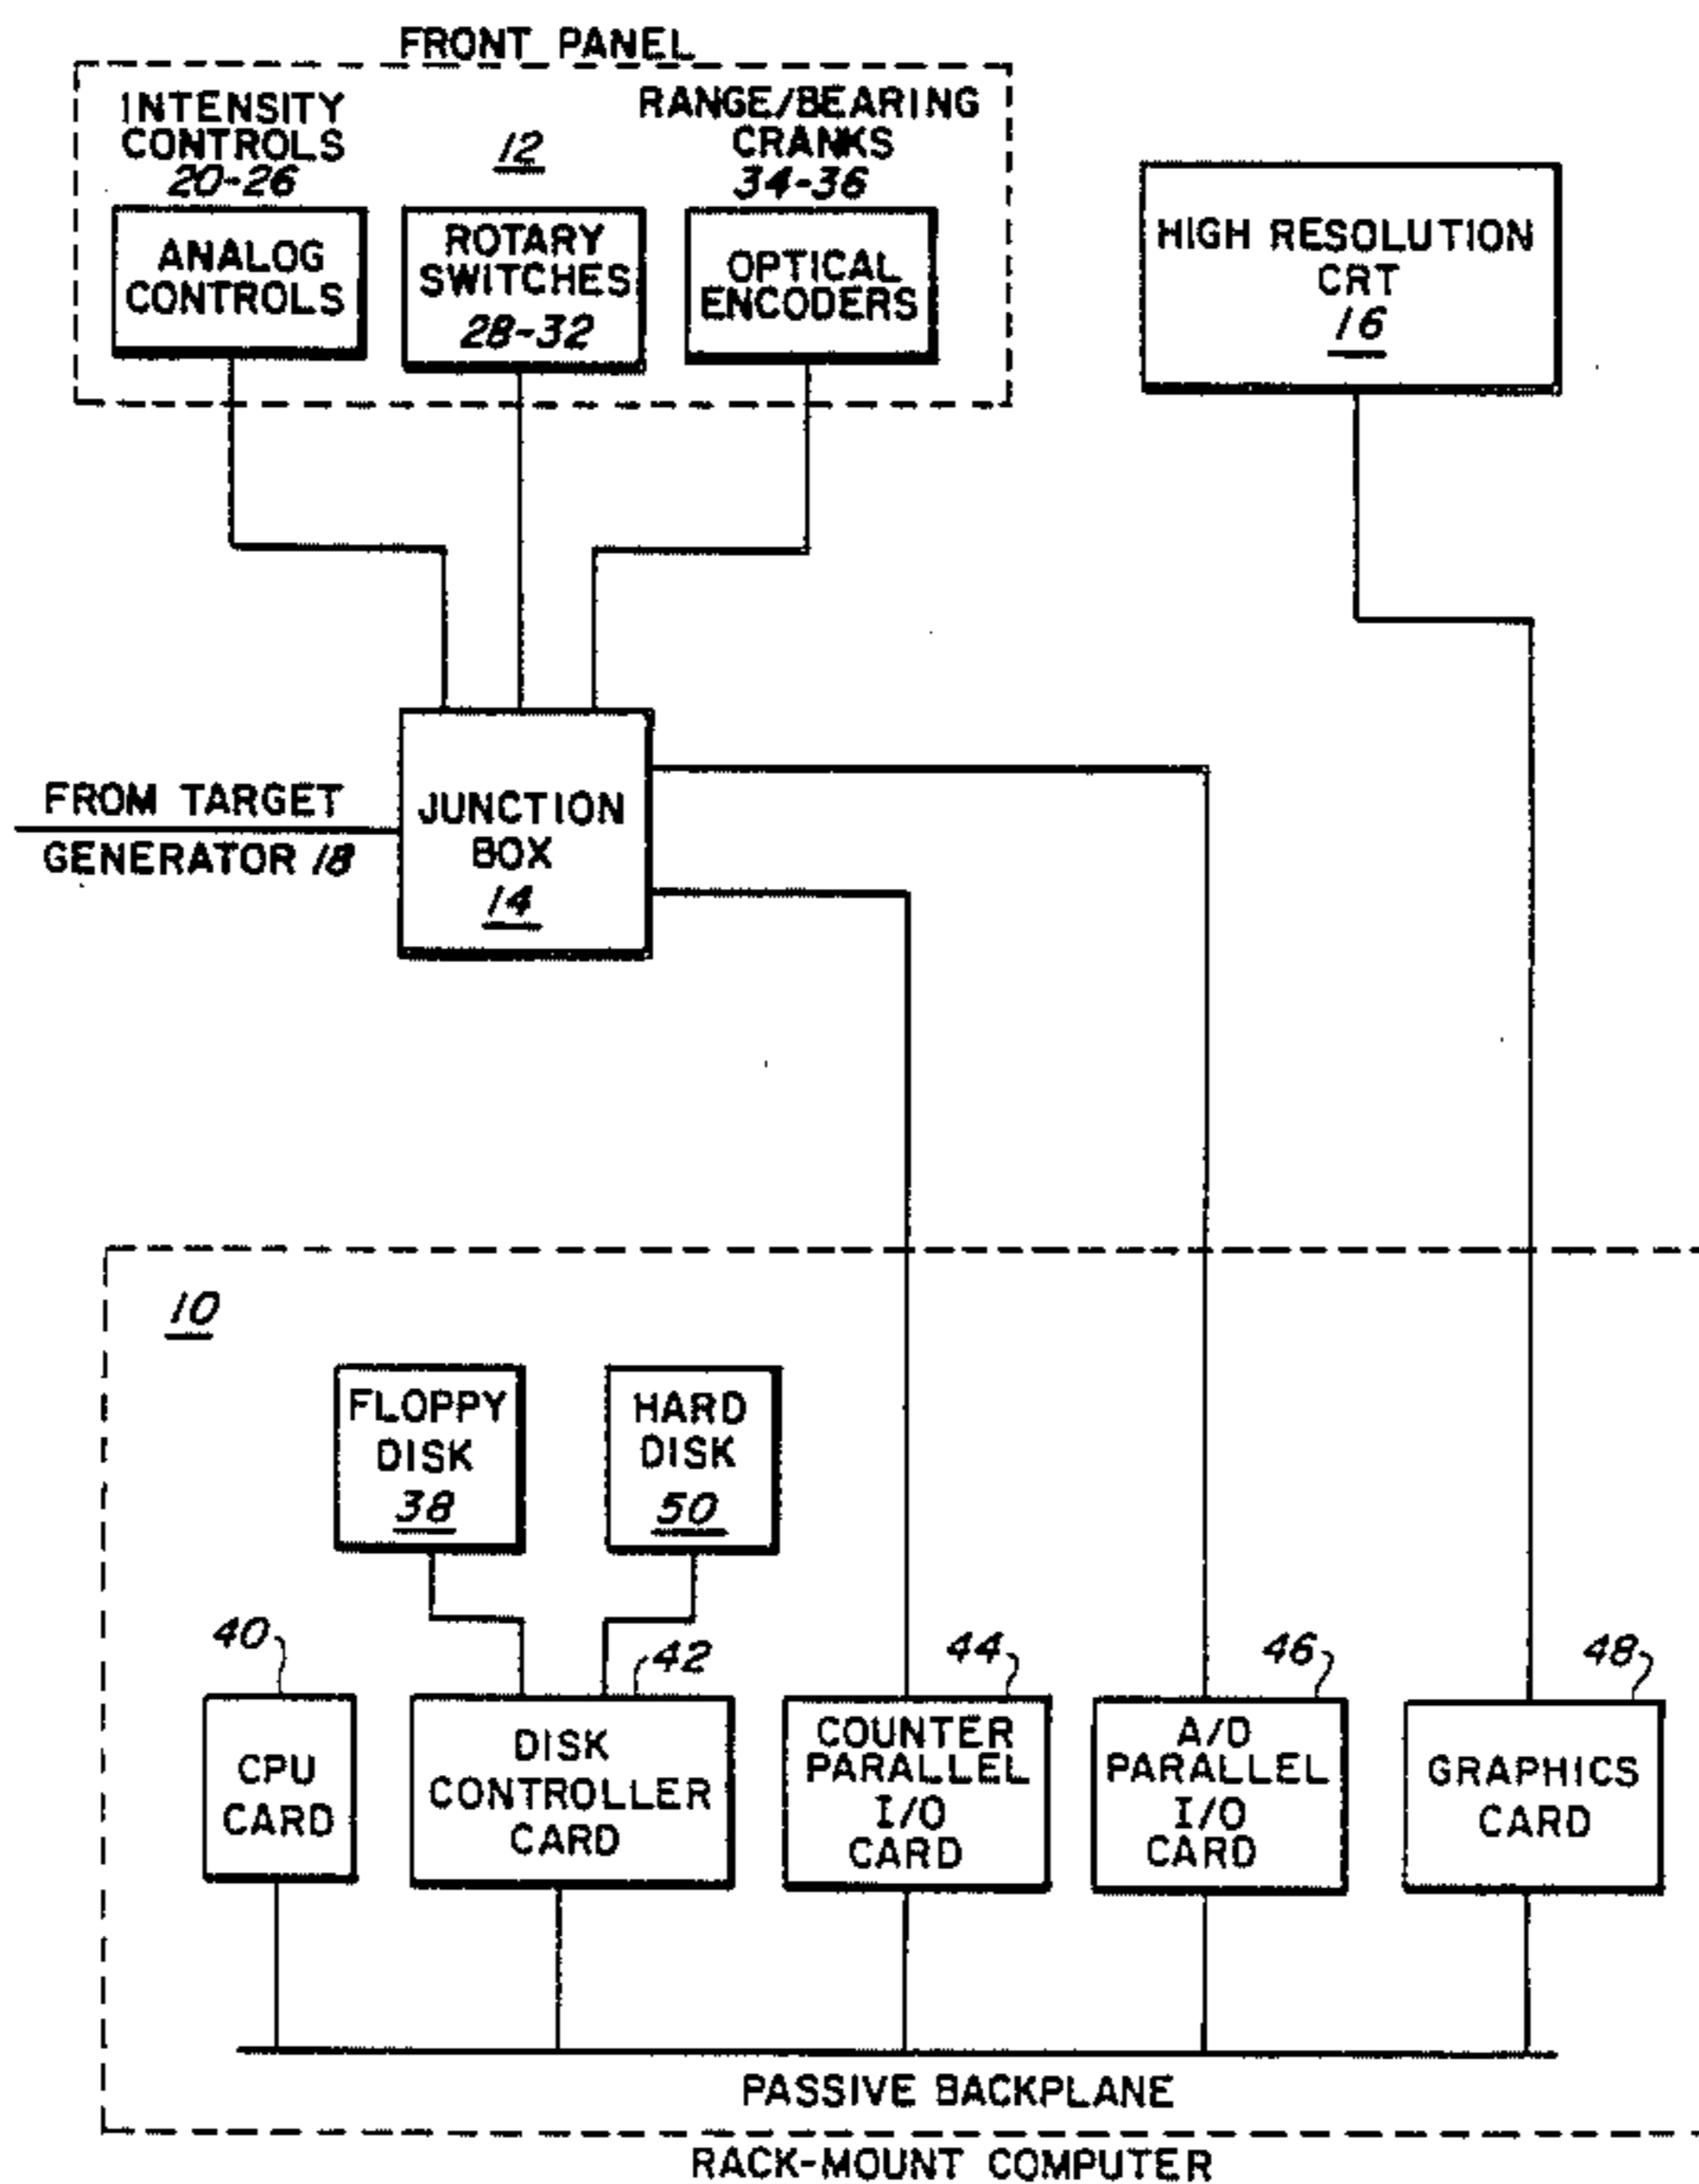 FRONT PANEL
INTENSITY
CONTROLS
20-26
12
RANGE/BEARING
CRANKS
34-36
ANALOG
CONTROLS
ROTARY
SWITCHES
28-32
OPTICAL
ENCODERS
HIGH RESOLUTION
CRT
16
FROM TARGET
GENERATOR 18
JUNCTION
BOX
14
10
FLOPPY
DISK
38
HARD
DISK
50
40
42
44
46
48
CPU
CARD
DISK
CONTROLLER
CARD
COUNTER
PARALLEL
I/O
CARD
A/D
PARALLEL
I/O
CARD
GRAPHICS
CARD
PASSIVE BACKPLANE
RACK-MOUNT COMPUTER